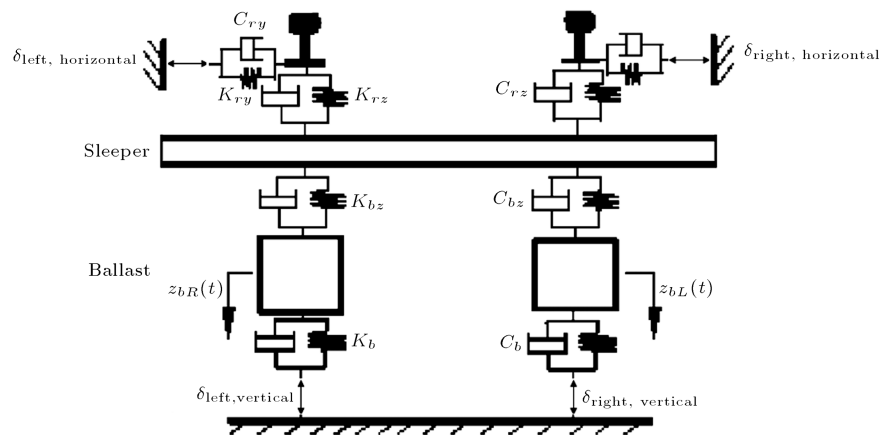 C_{ry}
δ_{left, horizontal}
δ_{right, horizontal}
K_{ry}
K_{rz}
C_{rz}
Sleeper
K_{bz}
C_{bz}
Ballast
z_{bR}(t)
z_{bL}(t)
K_b
C_b
δ_{left,vertical}
δ_{right, vertical}